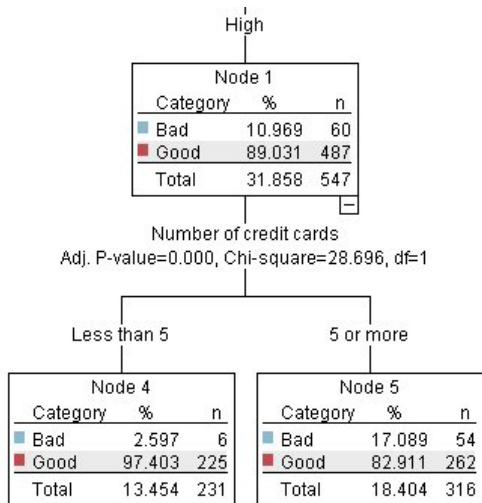 High
Node 1
Category % n
Bad 10.969 60
Good 89.031 487
Total 31.858 547
Number of credit cards
Adj. P-value=0.000, Chi-square=28.696, df=1
Less than 5
5 or more
Node 4
Category % n
Bad 2.597 6
Good 97.403 225
Total 13.454 231
Node 5
Category % n
Bad 17.089 54
Good 82.911 262
Total 18.404 316